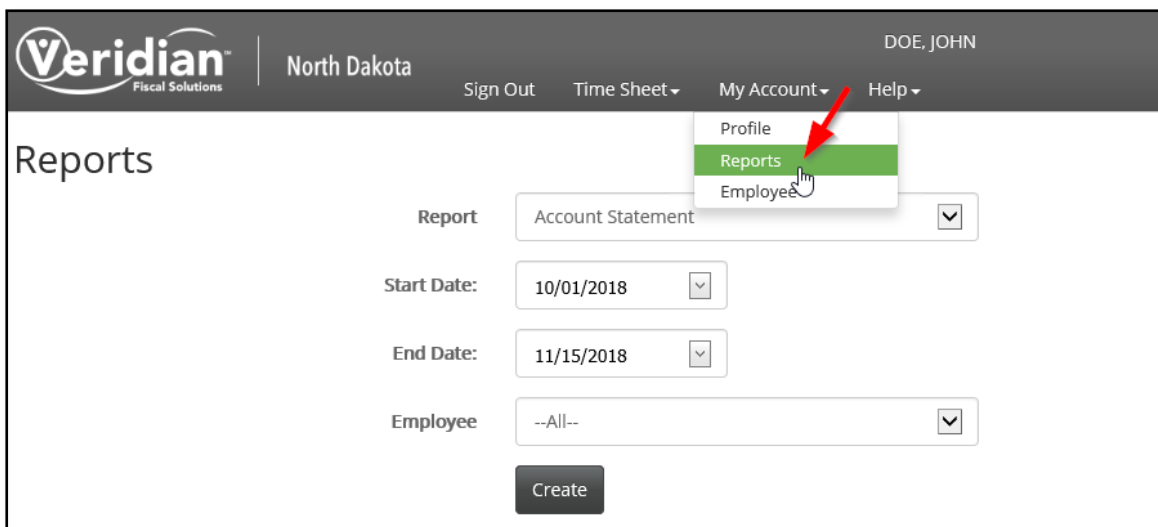 Veridian™
Fiscal Solutions
North Dakota
DOE, JOHN
Sign Out Time Sheet My Account Help
Profile
Reports
Employee
Reports
Report Account Statement
Start Date: 10/01/2018
End Date: 11/15/2018
Employee --All--
Create